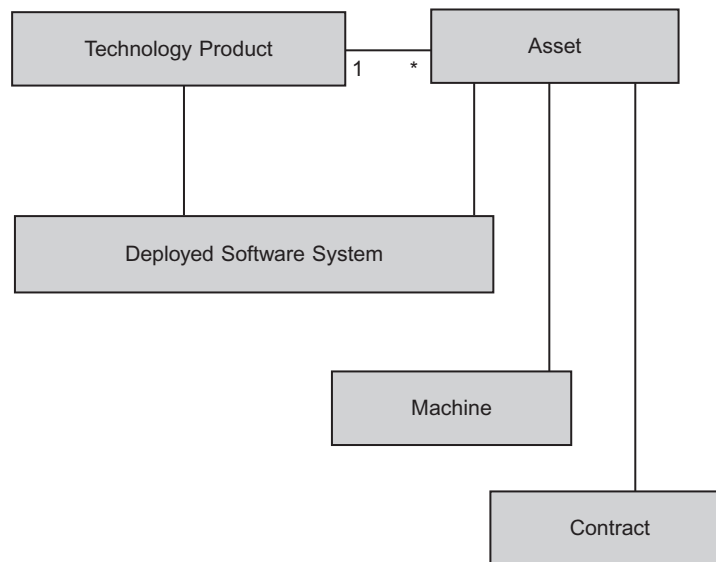 Technology Product
Asset
1
*
Deployed Software System
Machine
Contract